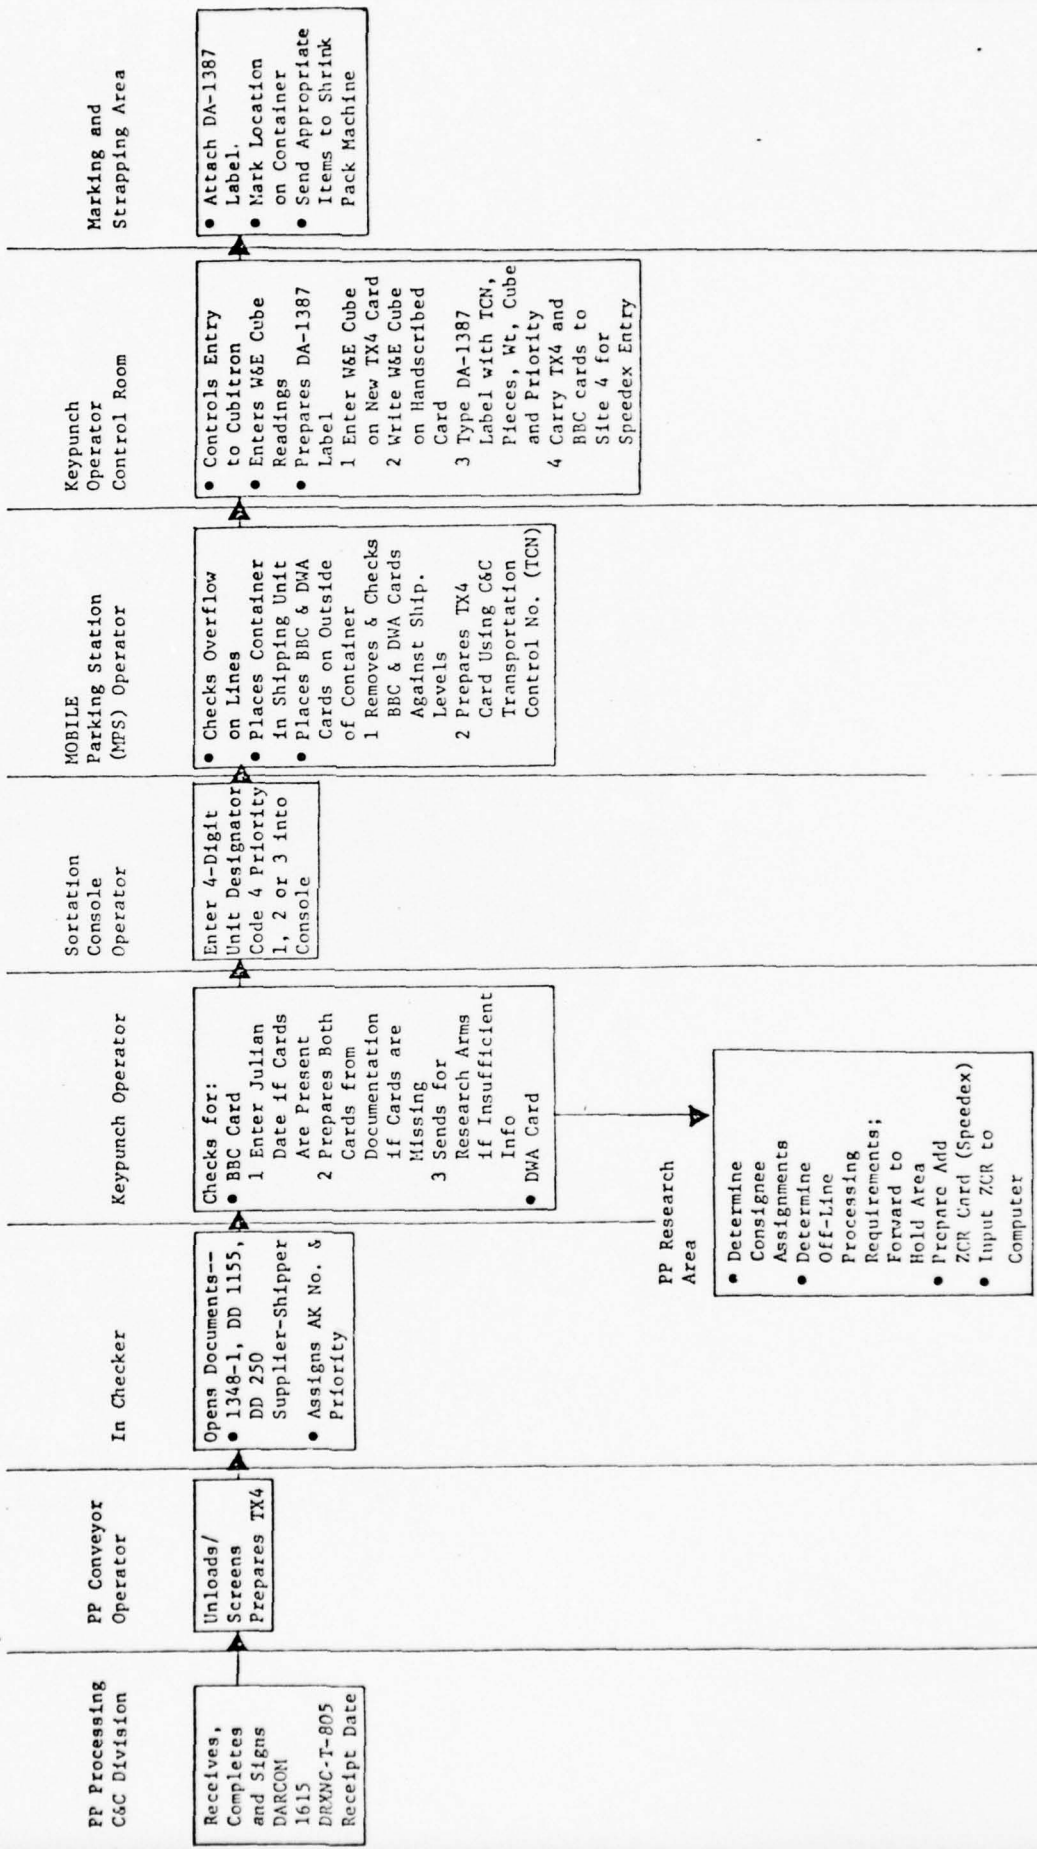 PP Processing
C&C Division
Receives,
Completes
and Signs
DARCOM
1615
DRXNC-T-805
Receipt Date
PP Conveyor
Operator
Unloads/
Screens
Prepares TX4
In Checker
Opens Documents--
• 1348-1, DD 1155,
DD 250
Supplier-Shipper
• Assigns AK No. &
Priority
Keypunch Operator
Checks for:
• BBC Card
1 Enter Julian
Date if Cards
Are Present
2 Prepares Both
Cards from
Documentation
if Cards are
Missing
3 Sends for
Research Arms
if Insufficient
Info
• DWA Card
PP Research
Area
• Determine
Consignee
Assignments
• Determine
Off-Line
Processing
Requirements;
Forward to
Hold Area
• Prepare Add
ZCR Card (Speedex)
• Input ZCR to
Computer
Sortation
Console
Operator
Enter 4-Digit
Unit Designator
Code 4 Priority
1, 2 or 3 into
Console
MOBILE
Parking Station
(MPS) Operator
• Checks Overflow
on Lines
• Places Container
in Shipping Unit
• Places BBC & DWA
Cards on Outside
of Container
1 Removes & Checks
BBC & DWA Cards
Against Ship.
Levels
2 Prepares TX4
Card Using C&C
Transportation
Control No. (TCN)
Keypunch
Operator
Control Room
• Controls Entry
to Cubitron
• Enters W&E Cube
Readings
• Prepares DA-1387
Label
1 Enter W&E Cube
on New TX4 Card
2 Write W&E Cube
on Handscribed
Card
3 Type DA-1387
Label with TCN,
Pieces, Wt, Cube
and Priority
4 Carry TX4 and
BBC cards to
Site 4 for
Speedex Entry
Marking and
Strapping Area
• Attach DA-1387
Label.
• Mark Location
on Container
• Send Appropriate
Items to Shrink
Pack Machine